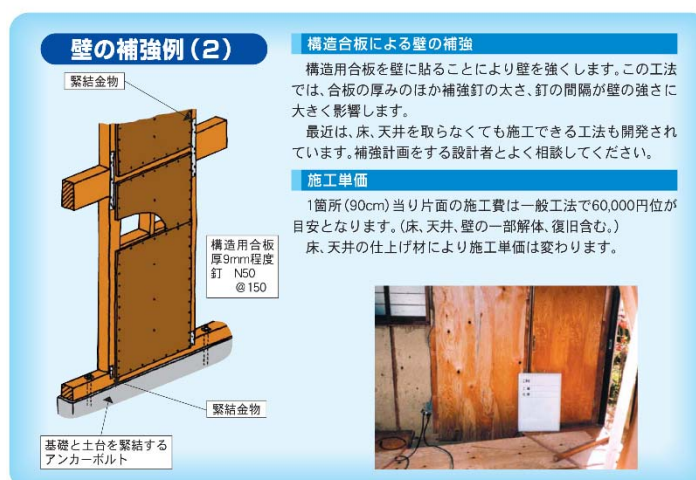 壁の補強例（2）
緊結金物
構造用合板
厚9mm程度
釘　N50
＠150
緊結金物
基礎と土台を緊結する
アンカーボルト
構造合板による壁の補強
　構造用合板を壁に貼ることにより壁を強くします。この工法
では、合板の厚みのほか補強釘の太さ、釘の間隔が壁の強さに
大きく影響します。
　最近は、床、天井を取らなくても施工できる工法も開発され
ています。補強計画をする設計者とよく相談してください。
施工単価
　1箇所（90cm）当り片面の施工費は一般工法で60,000円位が
目安となります。（床、天井、壁の一部解体、復旧含む。）
　床、天井の仕上げ材により施工単価は変わります。